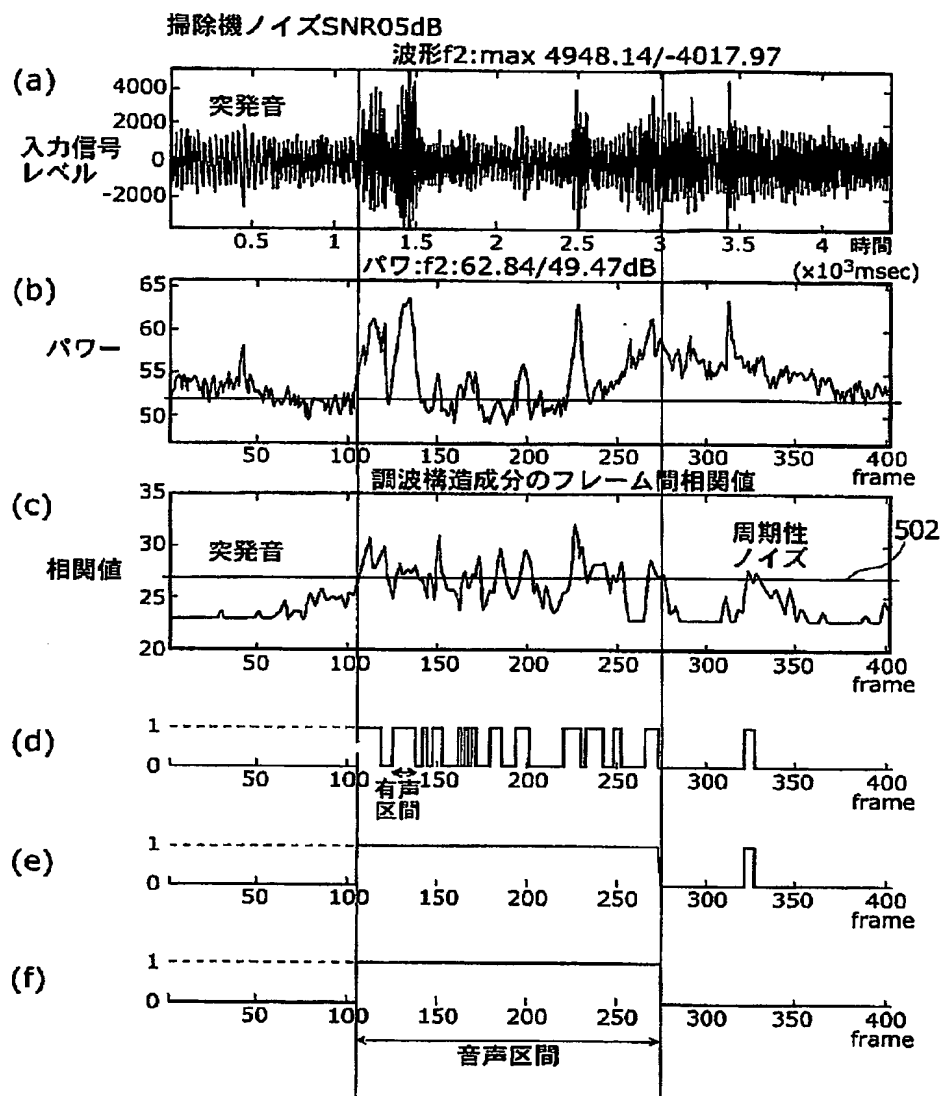 掃除機ノイズSNR05dB
波形f2:max 4948.14/-4017.97
(a)
4000
2000
0
-2000
入力信号
レベル
突発音
0.5 1 1.5 2 2.5 3 3.5 4 時間
(x10³msec)
パワ:f2:62.84/49.47dB
(b)
パワー
65
60
55
50
50 100 150 200 250 300 350 400
frame
調波構造成分のフレーム間相関値
(c)
相関値
35
30
25
20
突発音
周期性
ノイズ
502
50 100 150 200 250 300 350 400
frame
(d)
1
0
50 100 150 200 250 300 350 400
frame
有声
区間
(e)
1
0
50 100 150 200 250 300 350 400
frame
(f)
1
0
50 100 150 200 250 300 350 400
frame
音声区間